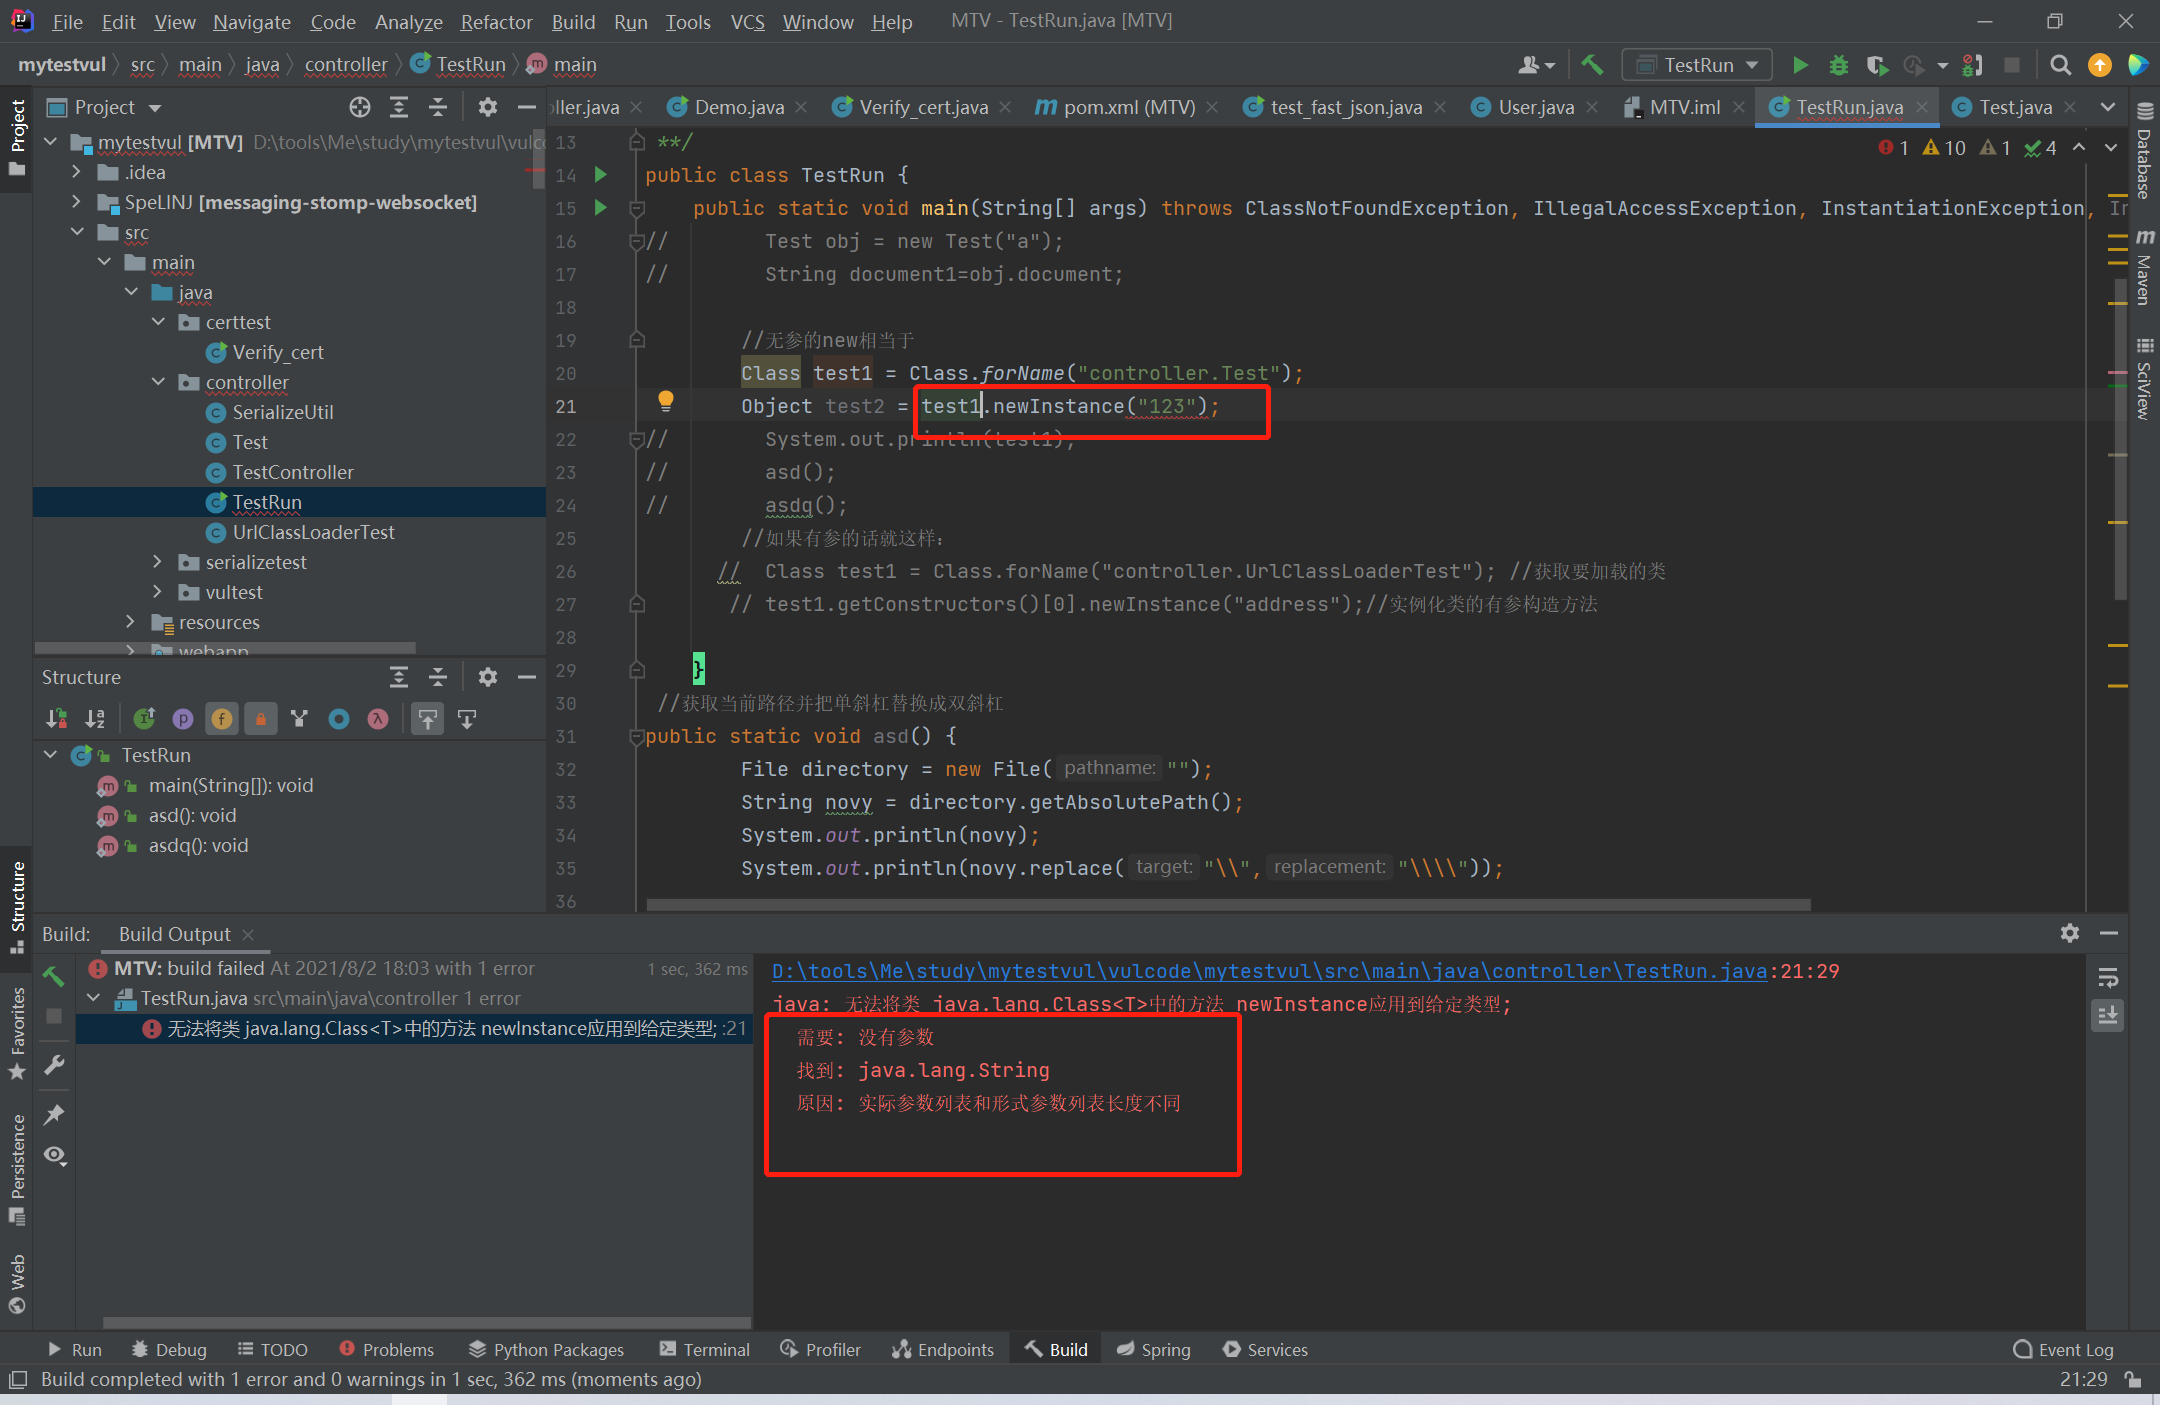 File Edit View Navigate Code Analyze Refactor Build Run Tools VCS Window Help MTV - TestRun.java [MTV]
mytestvul src main java controller TestRun main
TestRun
Project
ller.java Demo.java Verify_cert.java pom.xml (MTV) test_fast_json.java User.java MTV.iml TestRun.java Test.java
mytestvul [MTV] D:\tools\Me\study\mytestvul\vulco
.idea
SpeLINJ [messaging-stomp-websocket]
src
main
java
certtest
Verify_cert
controller
SerializeUtil
Test
TestController
TestRun
UrlClassLoaderTest
serializetest
vultest
resources
webapp
1 10 1 4
13 **/
14 public class TestRun {
15 public static void main(String[] args) throws ClassNotFoundException, IllegalAccessException, InstantiationException, In
16 // Test obj = new Test("a");
17 // String document1=obj.document;
18
19 //无参的new相当于
20 Class test1 = Class.forName("controller.Test");
21 Object test2 = test1.newInstance("123");
22 // System.out.println(test1);
23 // asd();
24 // asdq();
25 //如果有参的话就这样:
26 // Class test1 = Class.forName("controller.UrlClassLoaderTest"); //获取要加载的类
27 // test1.getConstructors()[0].newInstance("address");//实例化类的有参构造方法
28
29 }
30 //获取当前路径并把单斜杠替换成双斜杠
31 public static void asd() {
32 File directory = new File( pathname: "");
33 String novy = directory.getAbsolutePath();
34 System.out.println(novy);
35 System.out.println(novy.replace( target: "\\", replacement: "\\\\"));
36
Structure
TestRun
main(String[]): void
asd(): void
asdq(): void
Project
Structure
Favorites
Persistence
Web
Database
Maven
SciView
Build: Build Output
MTV: build failed At 2021/8/2 18:03 with 1 error 1 sec, 362 ms
TestRun.java src\main\java\controller 1 error
无法将类 java.lang.Class<T>中的方法 newInstance应用到给定类型; :21
D:\tools\Me\study\mytestvul\vulcode\mytestvul\src\main\java\controller\TestRun.java:21:29
java: 无法将类 java.lang.Class<T>中的方法 newInstance应用到给定类型;
需要: 没有参数
找到: java.lang.String
原因: 实际参数列表和形式参数列表长度不同
Run Debug TODO Problems Python Packages Terminal Profiler Endpoints Build Spring Services Event Log
Build completed with 1 error and 0 warnings in 1 sec, 362 ms (moments ago) 21:29